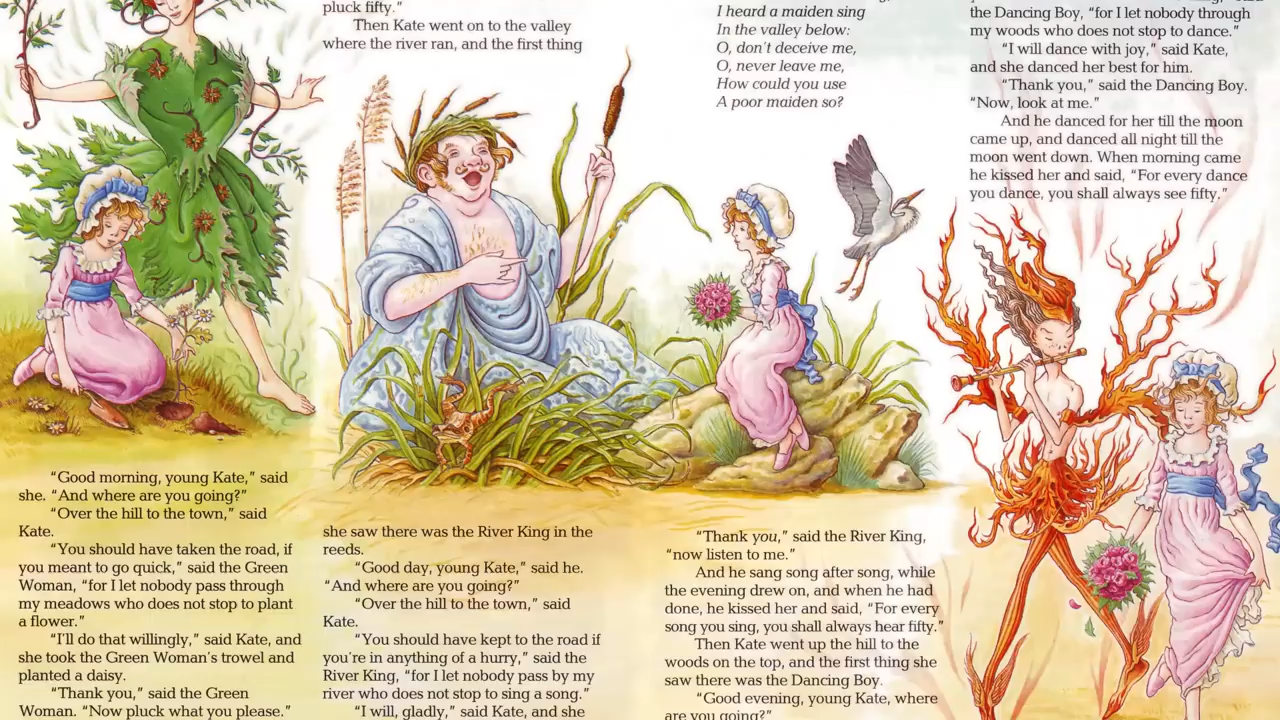 "Good morning, young Kate," said
she. "And where are you going?"
"Over the hill to the town," said
Kate.
"You should have taken the road, if
you meant to go quick," said the Green
Woman, "for I let nobody pass through
my meadows who does not stop to plant
a flower."
"I'll do that willingly," said Kate, and
she took the Green Woman's trowel and
planted a daisy.
"Thank you," said the Green
Woman. "Now pluck what you please."
pluck fifty."
Then Kate went on to the valley
where the river ran, and the first thing
she saw there was the River King in the
reeds.
"Good day, young Kate," said he.
"And where are you going?"
"Over the hill to the town," said
Kate.
"You should have kept to the road if
you're in anything of a hurry," said the
River King, "for I let nobody pass by my
river who does not stop to sing a song."
"I will, gladly," said Kate, and she
I heard a maiden sing
In the valley below:
O, don't deceive me,
O, never leave me,
How could you use
A poor maiden so?
"Thank you," said the River King,
"now listen to me."
And he sang song after song, while
the evening drew on, and when he had
done, he kissed her and said, "For every
song you sing, you shall always hear fifty."
Then Kate went up the hill to the
woods on the top, and the first thing she
saw there was the Dancing Boy.
"Good evening, young Kate, where
are you going?"
the Dancing Boy, "for I let nobody through
my woods who does not stop to dance."
"I will dance with joy," said Kate,
and she danced her best for him.
"Thank you," said the Dancing Boy.
"Now, look at me."
And he danced for her till the moon
came up, and danced all night till the
moon went down. When morning came
he kissed her and said, "For every dance
you dance, you shall always see fifty."